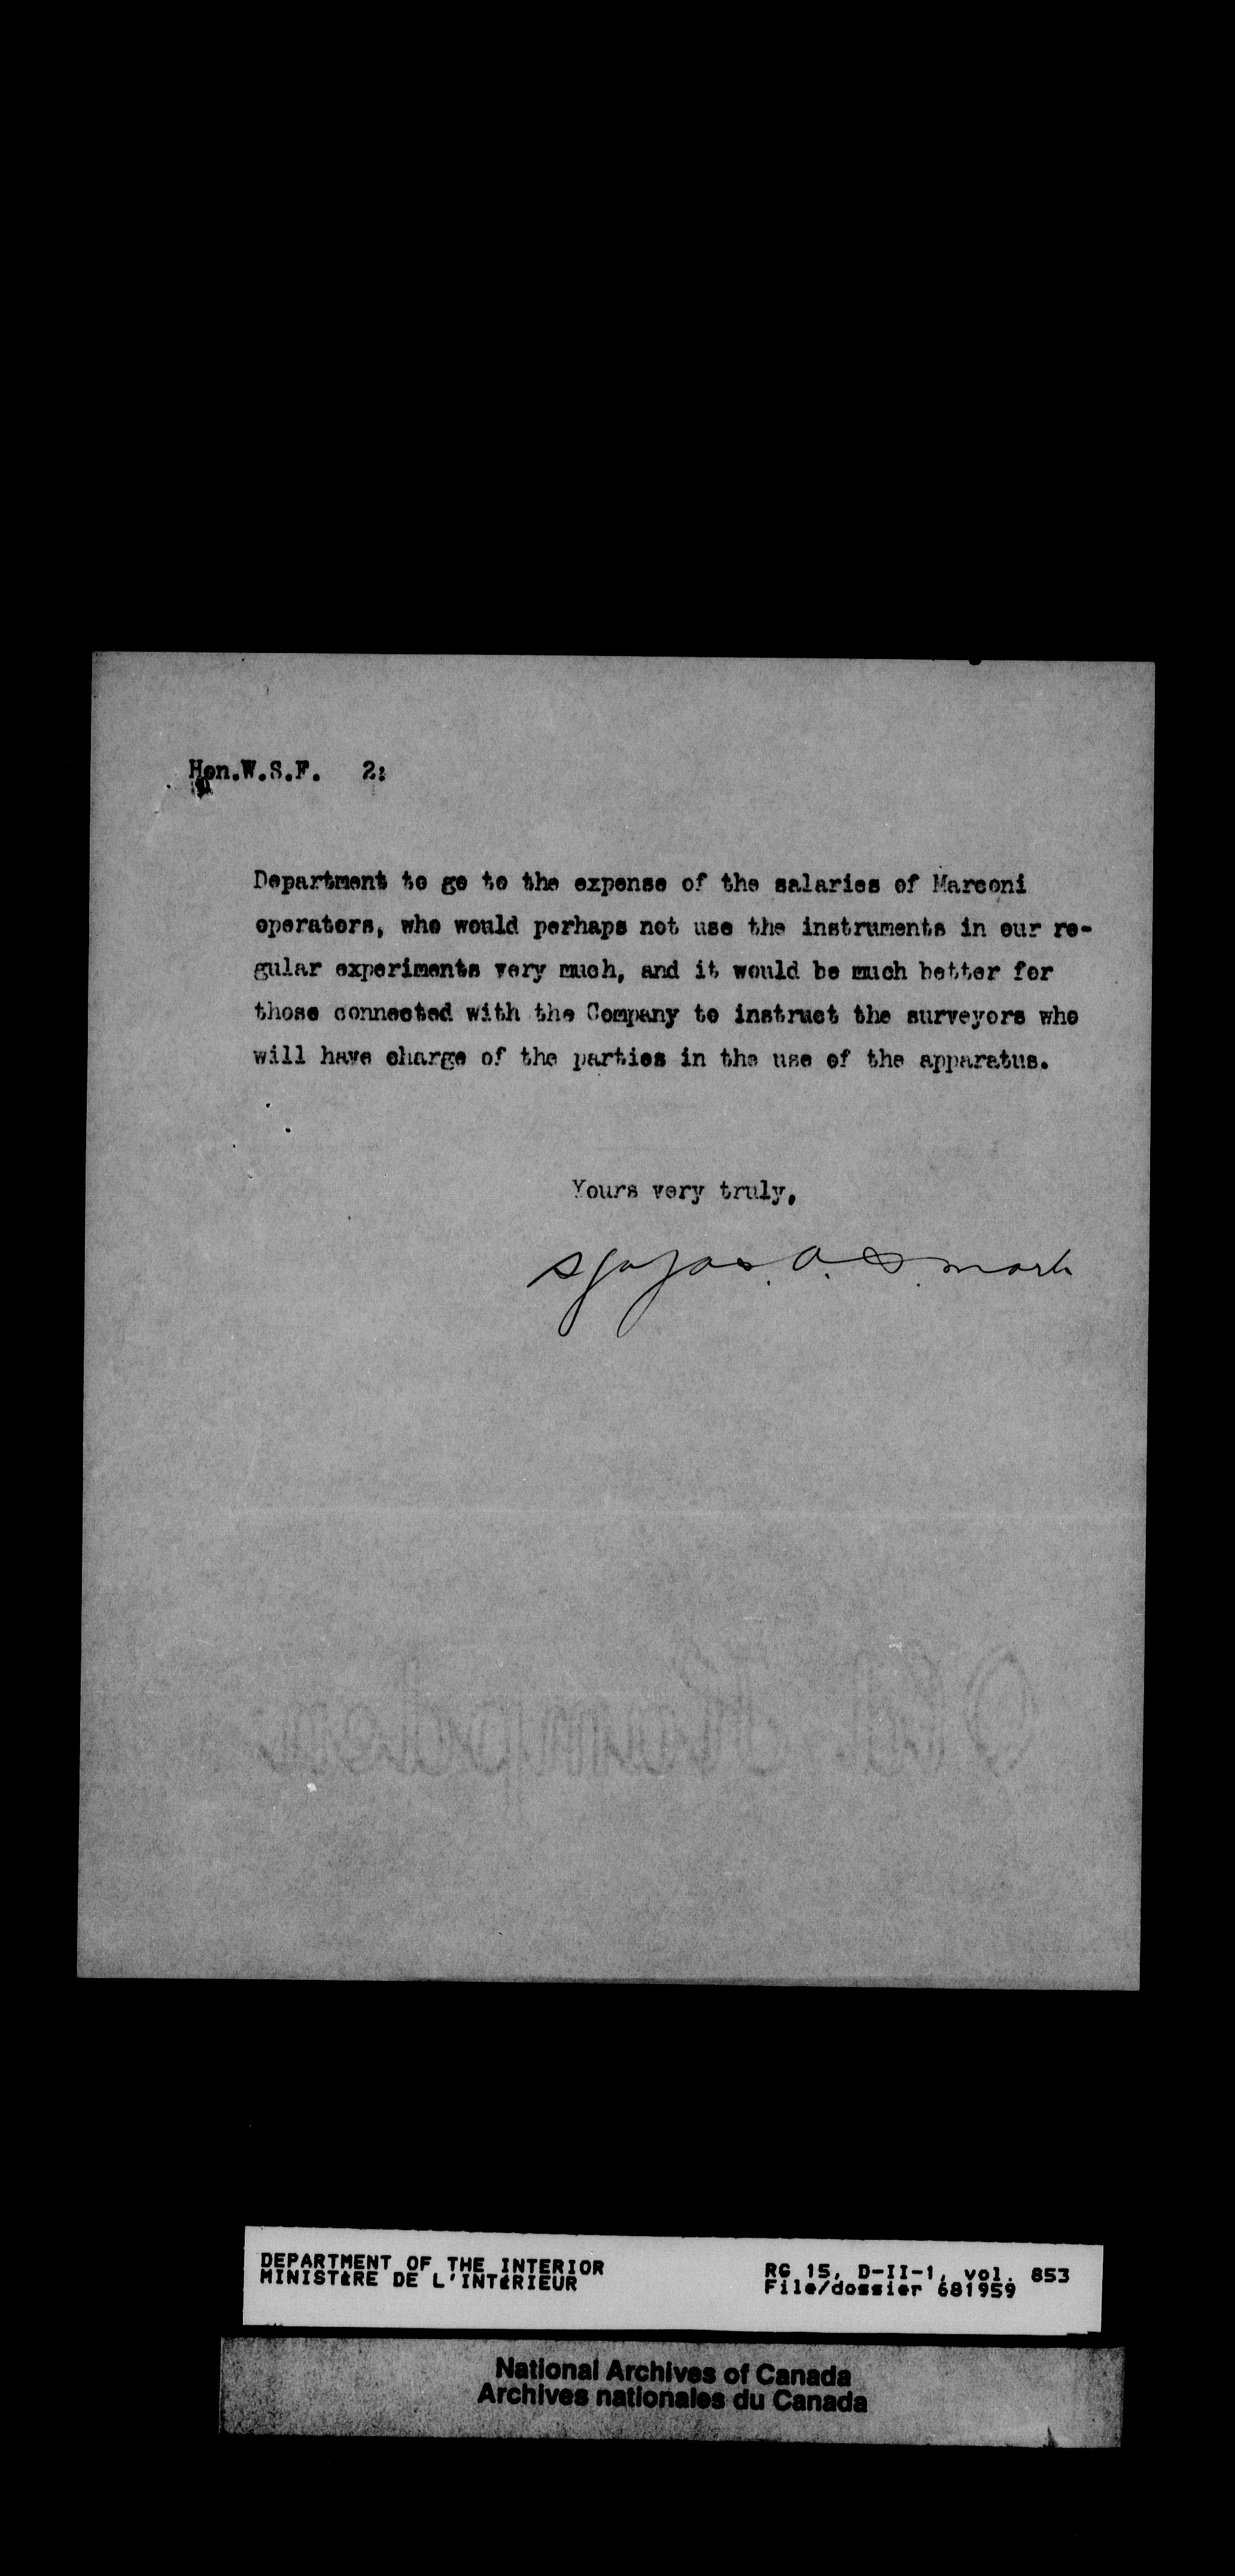 Hon.W.S.F. 2:
Department to go to the expense of the salaries of Marconi
operators, who would perhaps not use the instruments in our re-
gular experiments very much, and it would be much better for
those connected with the Company to instruct the surveyors who
will have charge of the parties in the use of the apparatus.
Yours very truly,
Sgd Jas. A. Smart
DEPARTMENT OF THE INTERIOR
MINISTÈRE DE L'INTÉRIEUR
RG 15, D-II-1, vol. 853
File/dossier 681959
National Archives of Canada
Archives nationales du Canada